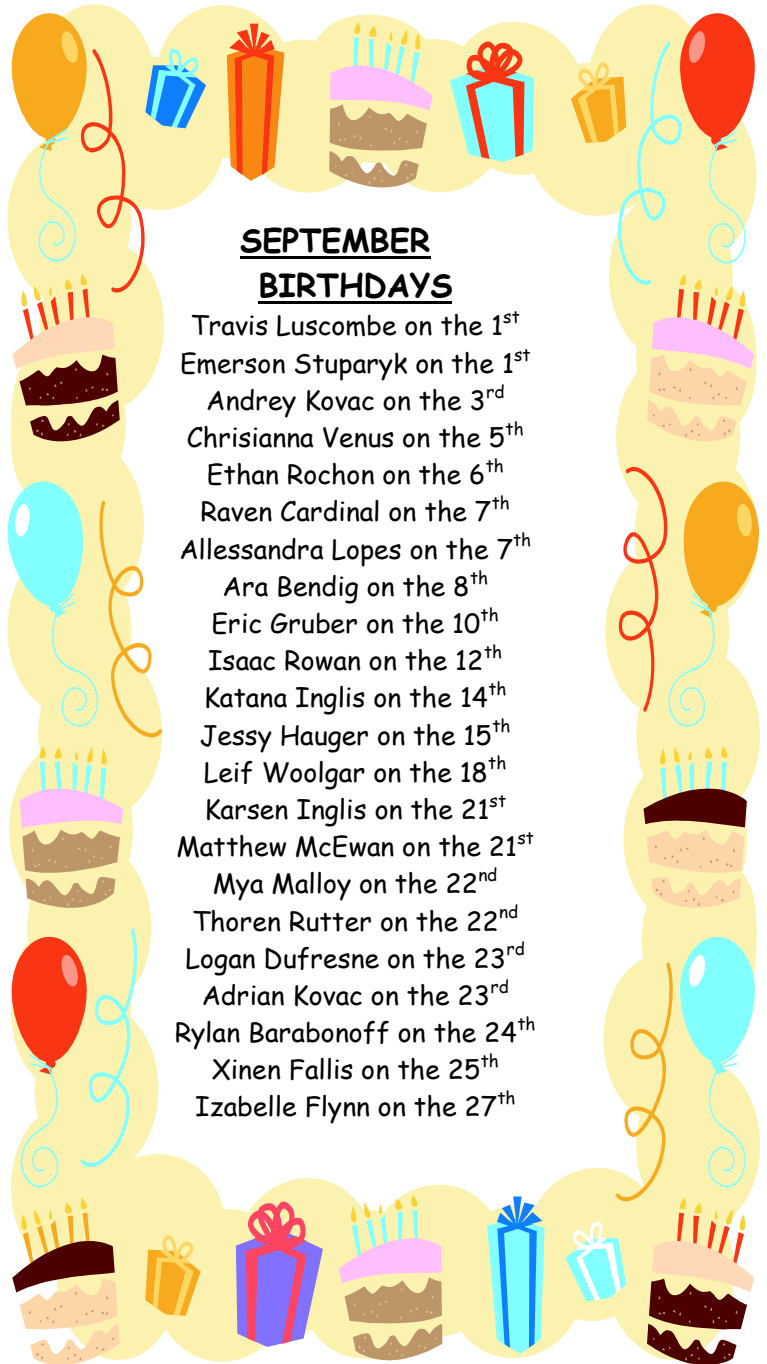 SEPTEMBER
BIRTHDAYS
Travis Luscombe on the 1st
Emerson Stuparyk on the 1st
Andrey Kovac on the 3rd
Chrisianna Venus on the 5th
Ethan Rochon on the 6th
Raven Cardinal on the 7th
Allessandra Lopes on the 7th
Ara Bendig on the 8th
Eric Gruber on the 10th
Isaac Rowan on the 12th
Katana Inglis on the 14th
Jessy Hauger on the 15th
Leif Woolgar on the 18th
Karsen Inglis on the 21st
Matthew McEwan on the 21st
Mya Malloy on the 22nd
Thoren Rutter on the 22nd
Logan Dufresne on the 23rd
Adrian Kovac on the 23rd
Rylan Barabonoff on the 24th
Xinen Fallis on the 25th
Izabelle Flynn on the 27th